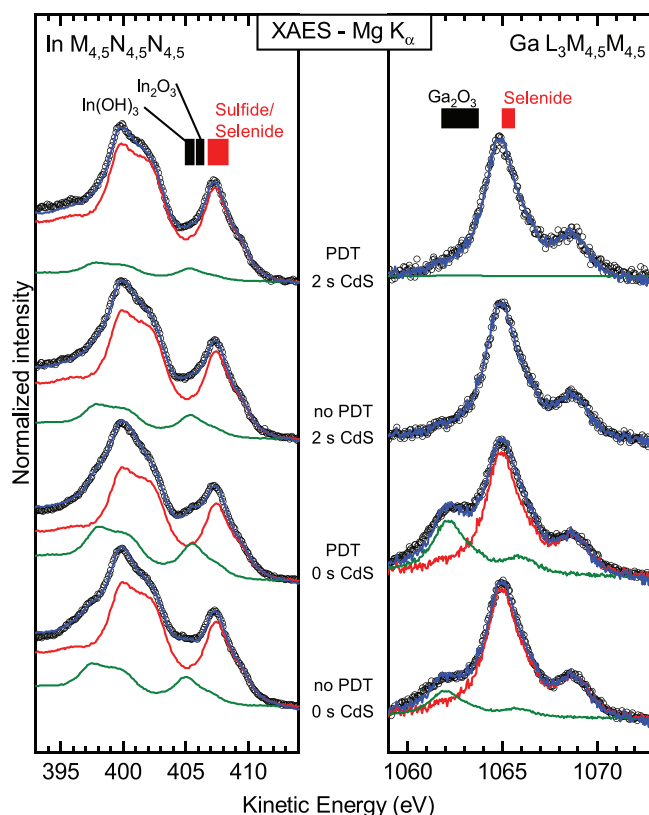 XAES - Mg Kα
In M4,5N4,5N4,5
Ga L3M4,5M4,5
In2O3
In(OH)3
Sulfide/
Selenide
Ga2O3
Selenide
PDT
2 s CdS
no PDT
2 s CdS
PDT
0 s CdS
no PDT
0 s CdS
Normalized intensity
395 400 405 410
1060 1065 1070
Kinetic Energy (eV)